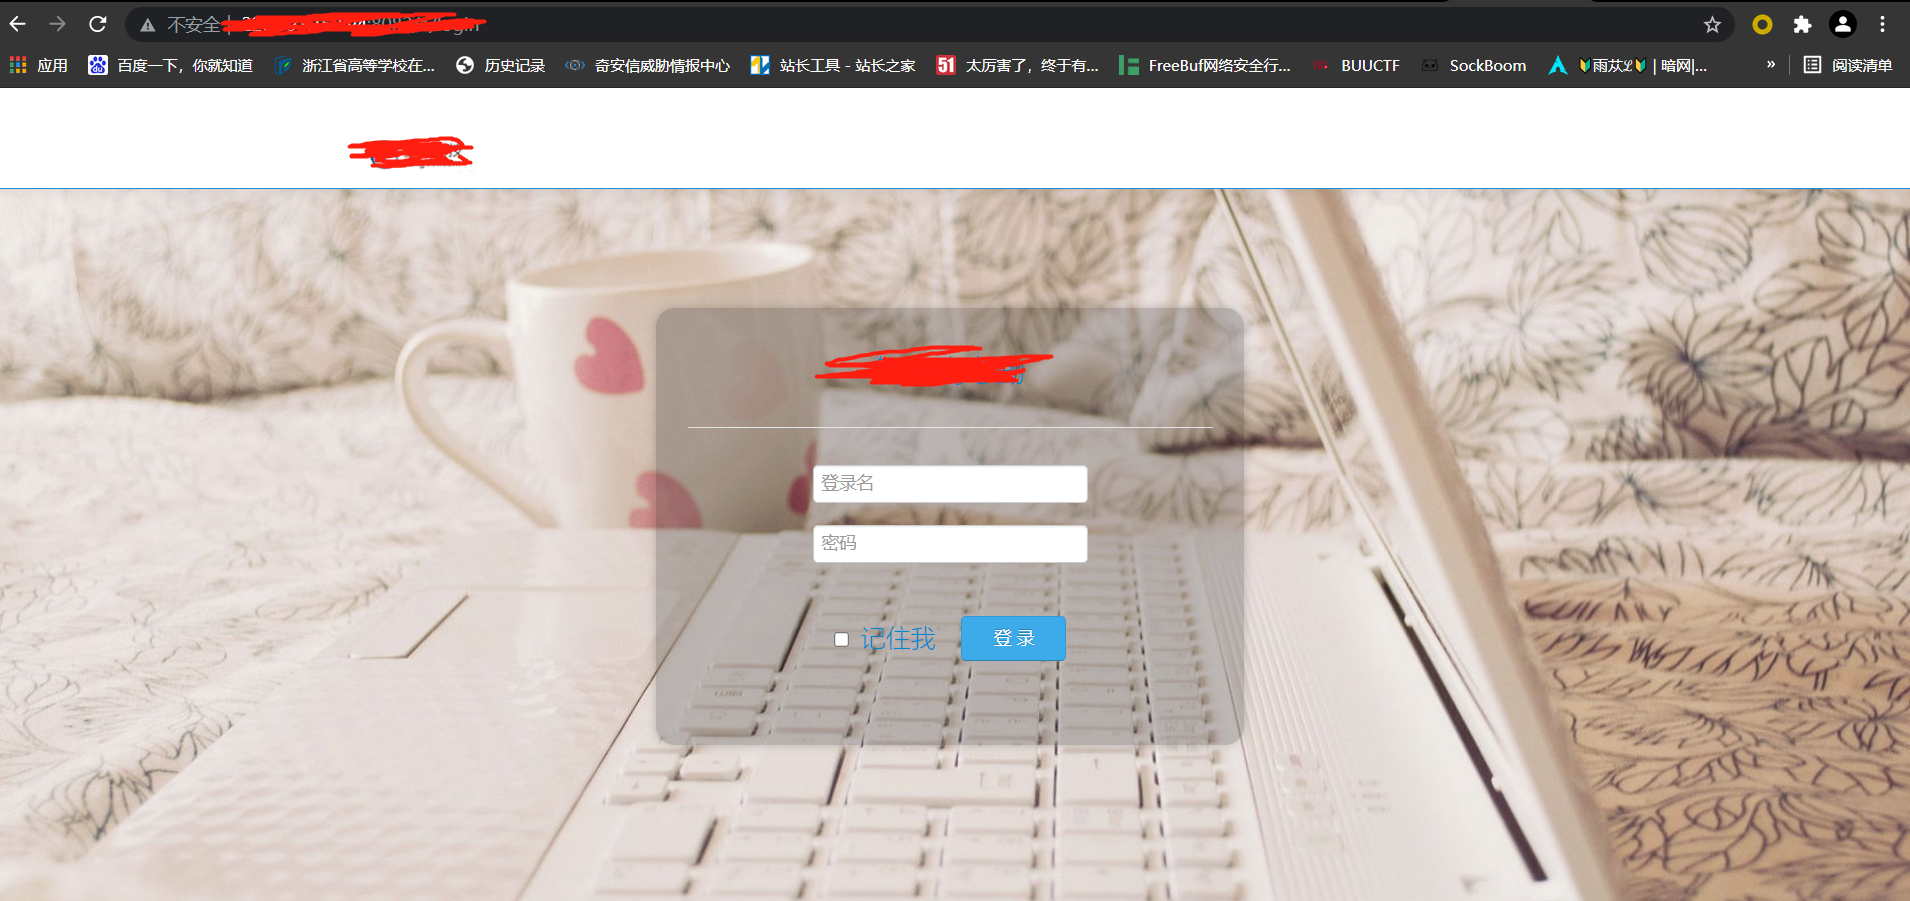 不安全
应用 百度一下，你就知道 浙江省高等学校在... 历史记录 奇安信威胁情报中心 站长工具 - 站长之家 51 太厉害了，终于有... FreeBuf网络安全行... BUUCTF SockBoom 🔰雨苁ℒ🔰 | 暗网|... » 阅读清单
登录名
密码
记住我 登录